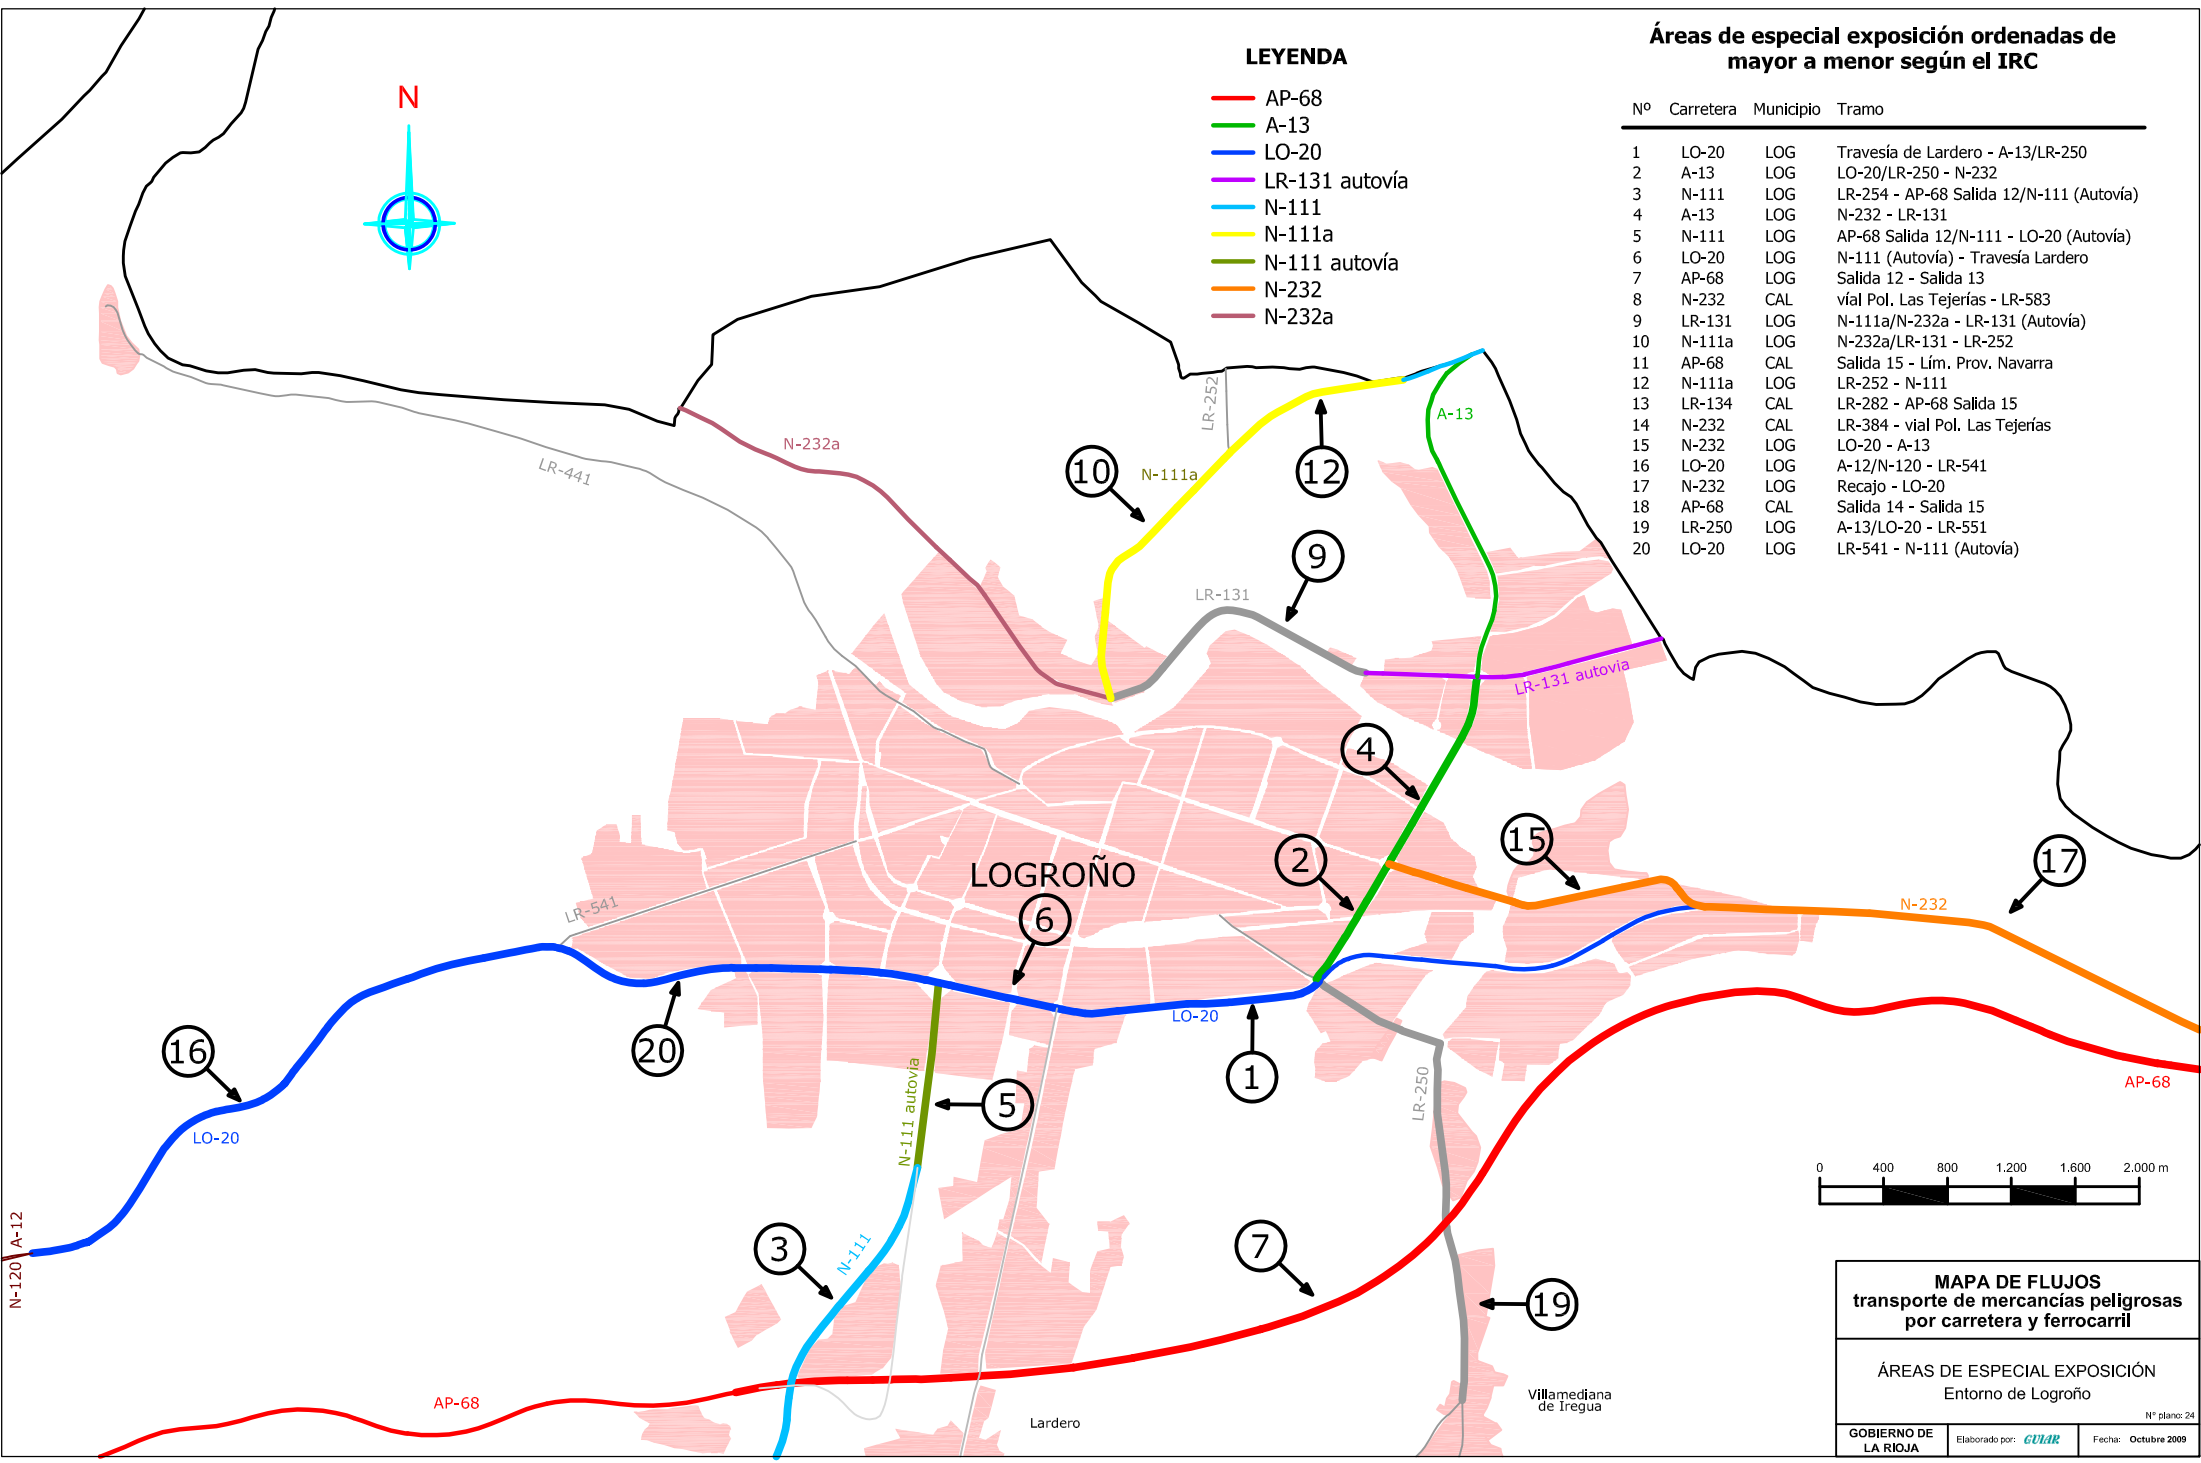 LEYENDA
AP-68
A-13
LO-20
LR-131 autovía
N-111
N-111a
N-111 autovía
N-232
N-232a
Áreas de especial exposición ordenadas de
mayor a menor según el IRC
Nº Carretera Municipio Tramo
1 LO-20 LOG Travesía de Lardero - A-13/LR-250
2 A-13 LOG LO-20/LR-250 - N-232
3 N-111 LOG LR-254 - AP-68 Salida 12/N-111 (Autovía)
4 A-13 LOG N-232 - LR-131
5 N-111 LOG AP-68 Salida 12/N-111 - LO-20 (Autovía)
6 LO-20 LOG N-111 (Autovía) - Travesía Lardero
7 AP-68 LOG Salida 12 - Salida 13
8 N-232 CAL víal Pol. Las Tejerías - LR-583
9 LR-131 LOG N-111a/N-232a - LR-131 (Autovía)
10 N-111a LOG N-232a/LR-131 - LR-252
11 AP-68 CAL Salida 15 - Lím. Prov. Navarra
12 N-111a LOG LR-252 - N-111
13 LR-134 CAL LR-282 - AP-68 Salida 15
14 N-232 CAL LR-384 - vial Pol. Las Tejerías
15 N-232 LOG LO-20 - A-13
16 LO-20 LOG A-12/N-120 - LR-541
17 N-232 LOG Recajo - LO-20
18 AP-68 CAL Salida 14 - Salida 15
19 LR-250 LOG A-13/LO-20 - LR-551
20 LO-20 LOG LR-541 - N-111 (Autovía)
N
LR-252
A-13
N-232a
LR-441
N-111a
10
12
9
LR-131
LR-131 autovía
4
2
15
17
LOGROÑO
6
LR-541
N-232
LO-20
16
20
1
5
N-111 autovía
LR-250
AP-68
LO-20
0 400 800 1.200 1.600 2.000 m
A-12
N-120
3
N-111
7
19
AP-68
Lardero
Villamediana
de Iregua
MAPA DE FLUJOS
transporte de mercancías peligrosas
por carretera y ferrocarril
ÁREAS DE ESPECIAL EXPOSICIÓN
Entorno de Logroño
Nº plano: 24
GOBIERNO DE
LA RIOJA
Elaborado por: GUIAR
Fecha: Octubre 2009